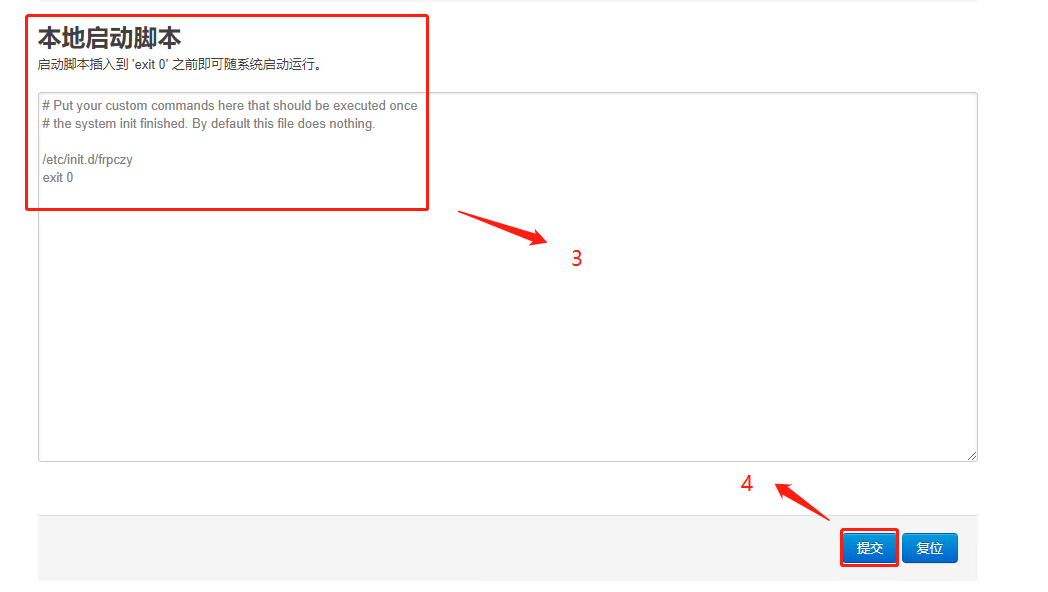 本地启动脚本
启动脚本插入到 'exit 0' 之前即可随系统启动运行。
# Put your custom commands here that should be executed once
# the system init finished. By default this file does nothing.
/etc/init.d/frpczy
exit 0
3
4
提交 复位